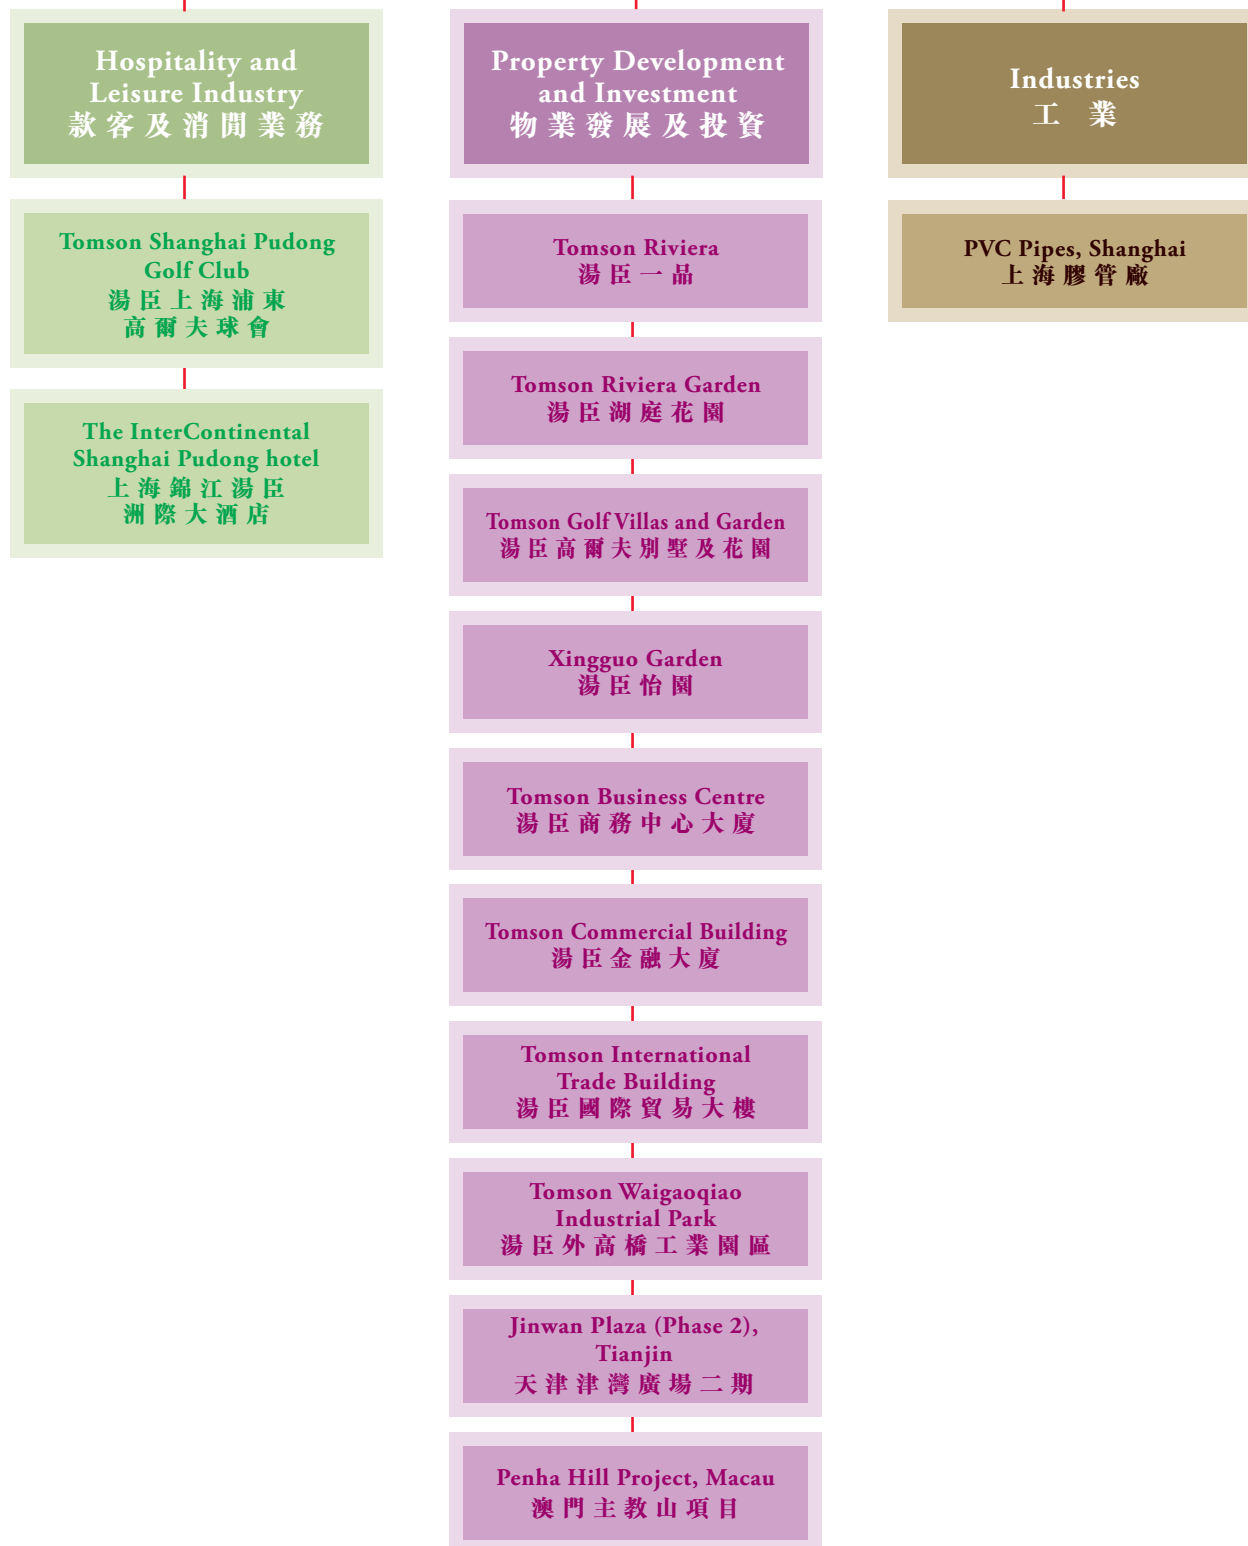 Hospitality and
Leisure Industry
款客及消閒業務
Tomson Shanghai Pudong
Golf Club
湯臣上海浦東
高爾夫球會
The InterContinental
Shanghai Pudong hotel
上海錦江湯臣
洲際大酒店
Property Development
and Investment
物業發展及投資
Tomson Riviera
湯臣一品
Tomson Riviera Garden
湯臣湖庭花園
Tomson Golf Villas and Garden
湯臣高爾夫別墅及花園
Xingguo Garden
湯臣怡園
Tomson Business Centre
湯臣商務中心大廈
Tomson Commercial Building
湯臣金融大廈
Tomson International
Trade Building
湯臣國際貿易大樓
Tomson Waigaoqiao
Industrial Park
湯臣外高橋工業園區
Jinwan Plaza (Phase 2),
Tianjin
天津津灣廣場二期
Penha Hill Project, Macau
澳門主教山項目
Industries
工業
PVC Pipes, Shanghai
上海膠管廠